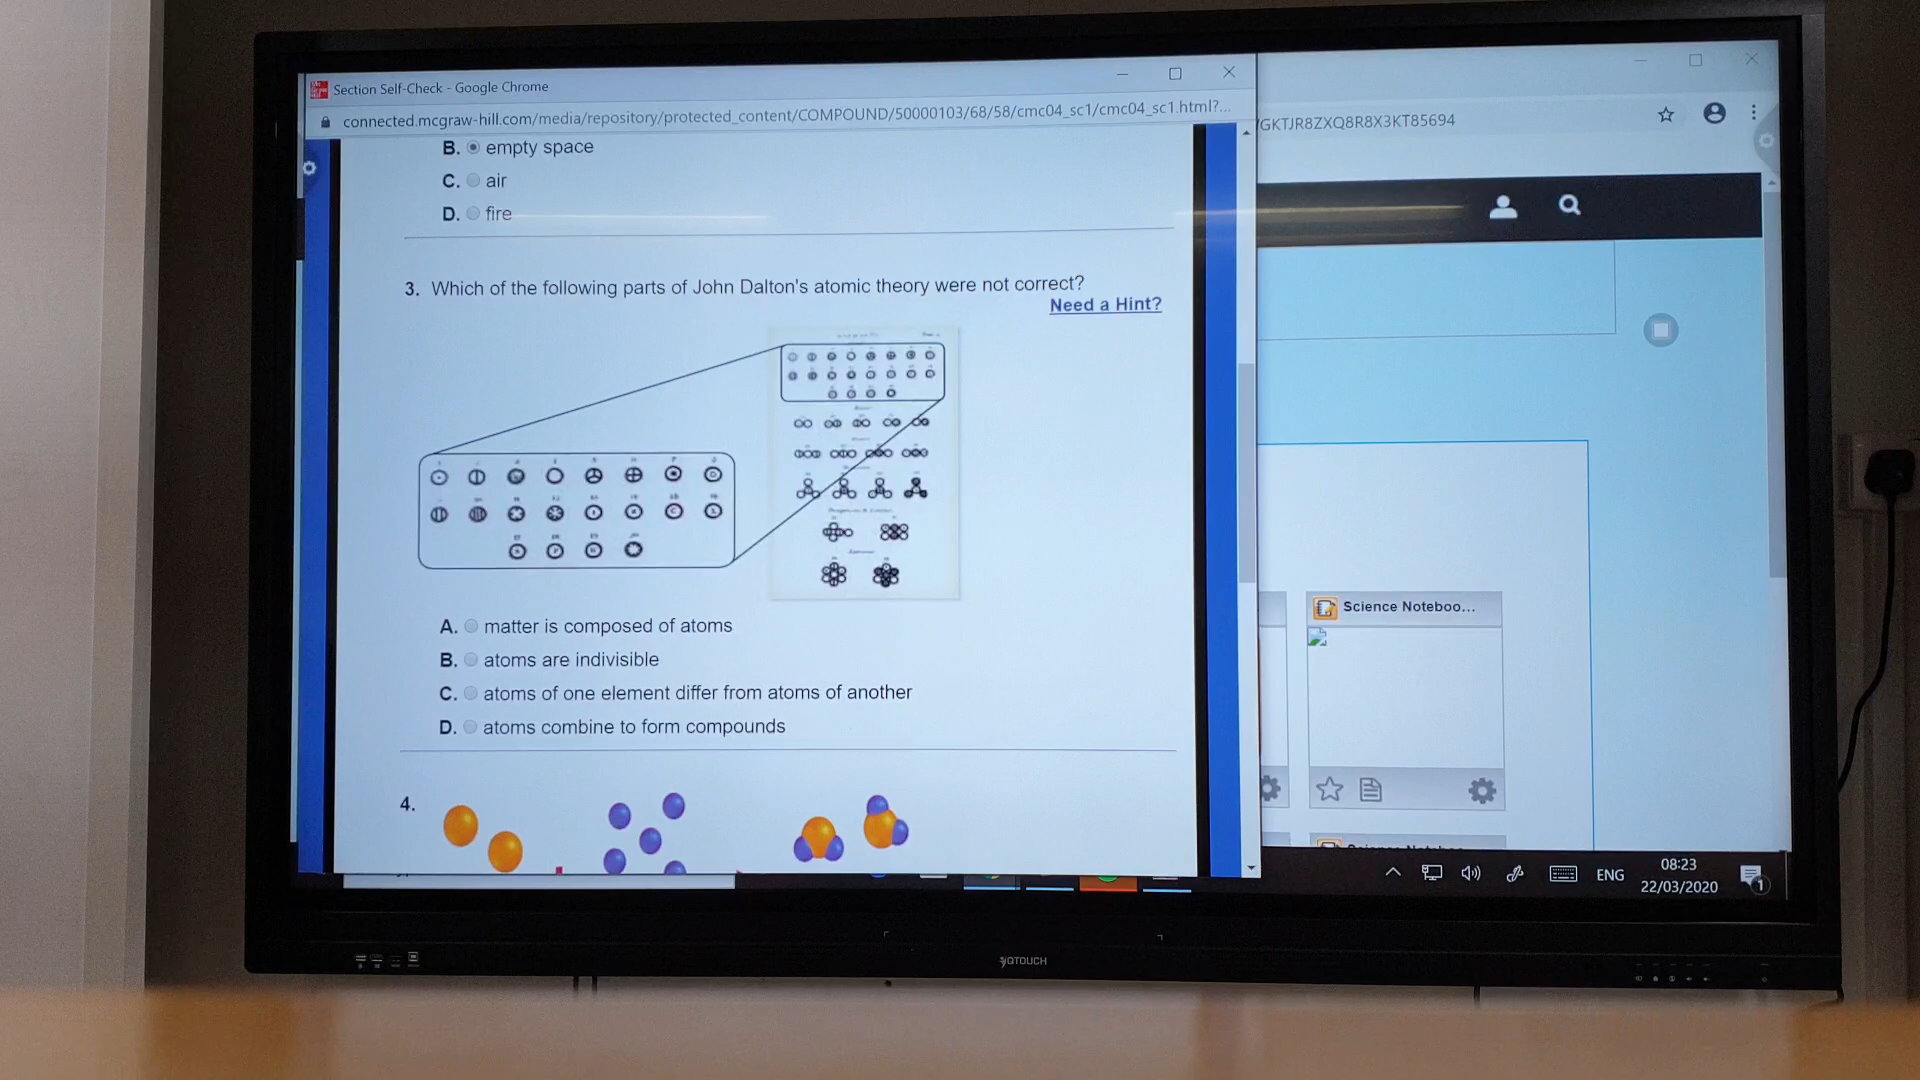 Section Self-Check - Google Chrome
connected.mcgraw-hill.com/media/repository/protected_content/COMPOUND/50000103/68/58/cmc04_sc1/cmc04_sc1.html?...
GKTJR8ZXQ8R8X3KT85694
B. empty space
C. air
D. fire
3. Which of the following parts of John Dalton's atomic theory were not correct?
Need a Hint?
A. matter is composed of atoms
B. atoms are indivisible
C. atoms of one element differ from atoms of another
D. atoms combine to form compounds
4.
Science Noteboo...
ENG
08:23
22/03/2020
1
YQTOUCH